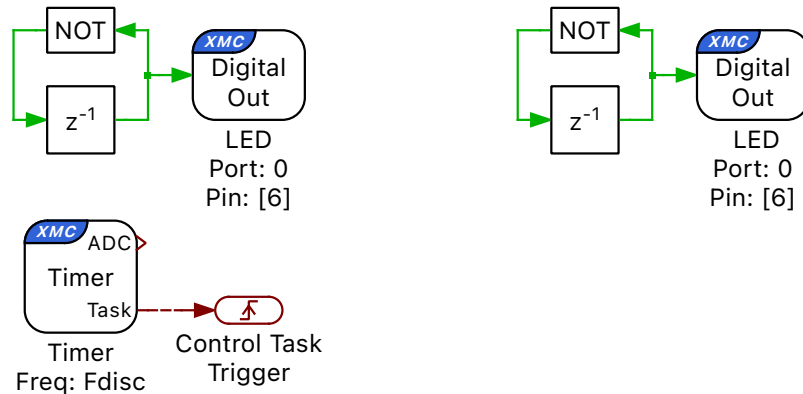 NOT
XMC
Digital
Out
z-1
LED
Port: 0
Pin: [6]
XMC
ADC
Timer
Task
Timer
Freq: Fdisc
Control Task
Trigger
NOT
XMC
Digital
Out
z-1
LED
Port: 0
Pin: [6]